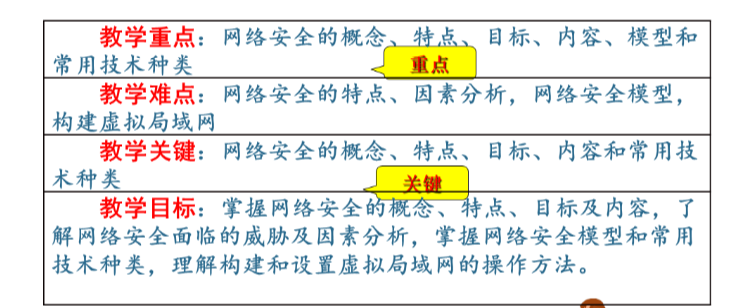 教学重点：网络安全的概念、特点、目标、内容、模型和
常用技术种类
重点
教学难点：网络安全的特点、因素分析，网络安全模型，
构建虚拟局域网
教学关键：网络安全的概念、特点、目标、内容和常用技
术种类
关键
教学目标：掌握网络安全的概念、特点、目标及内容，了
解网络安全面临的威胁及因素分析，掌握网络安全模型和常用
技术种类，理解构建和设置虚拟局域网的操作方法。